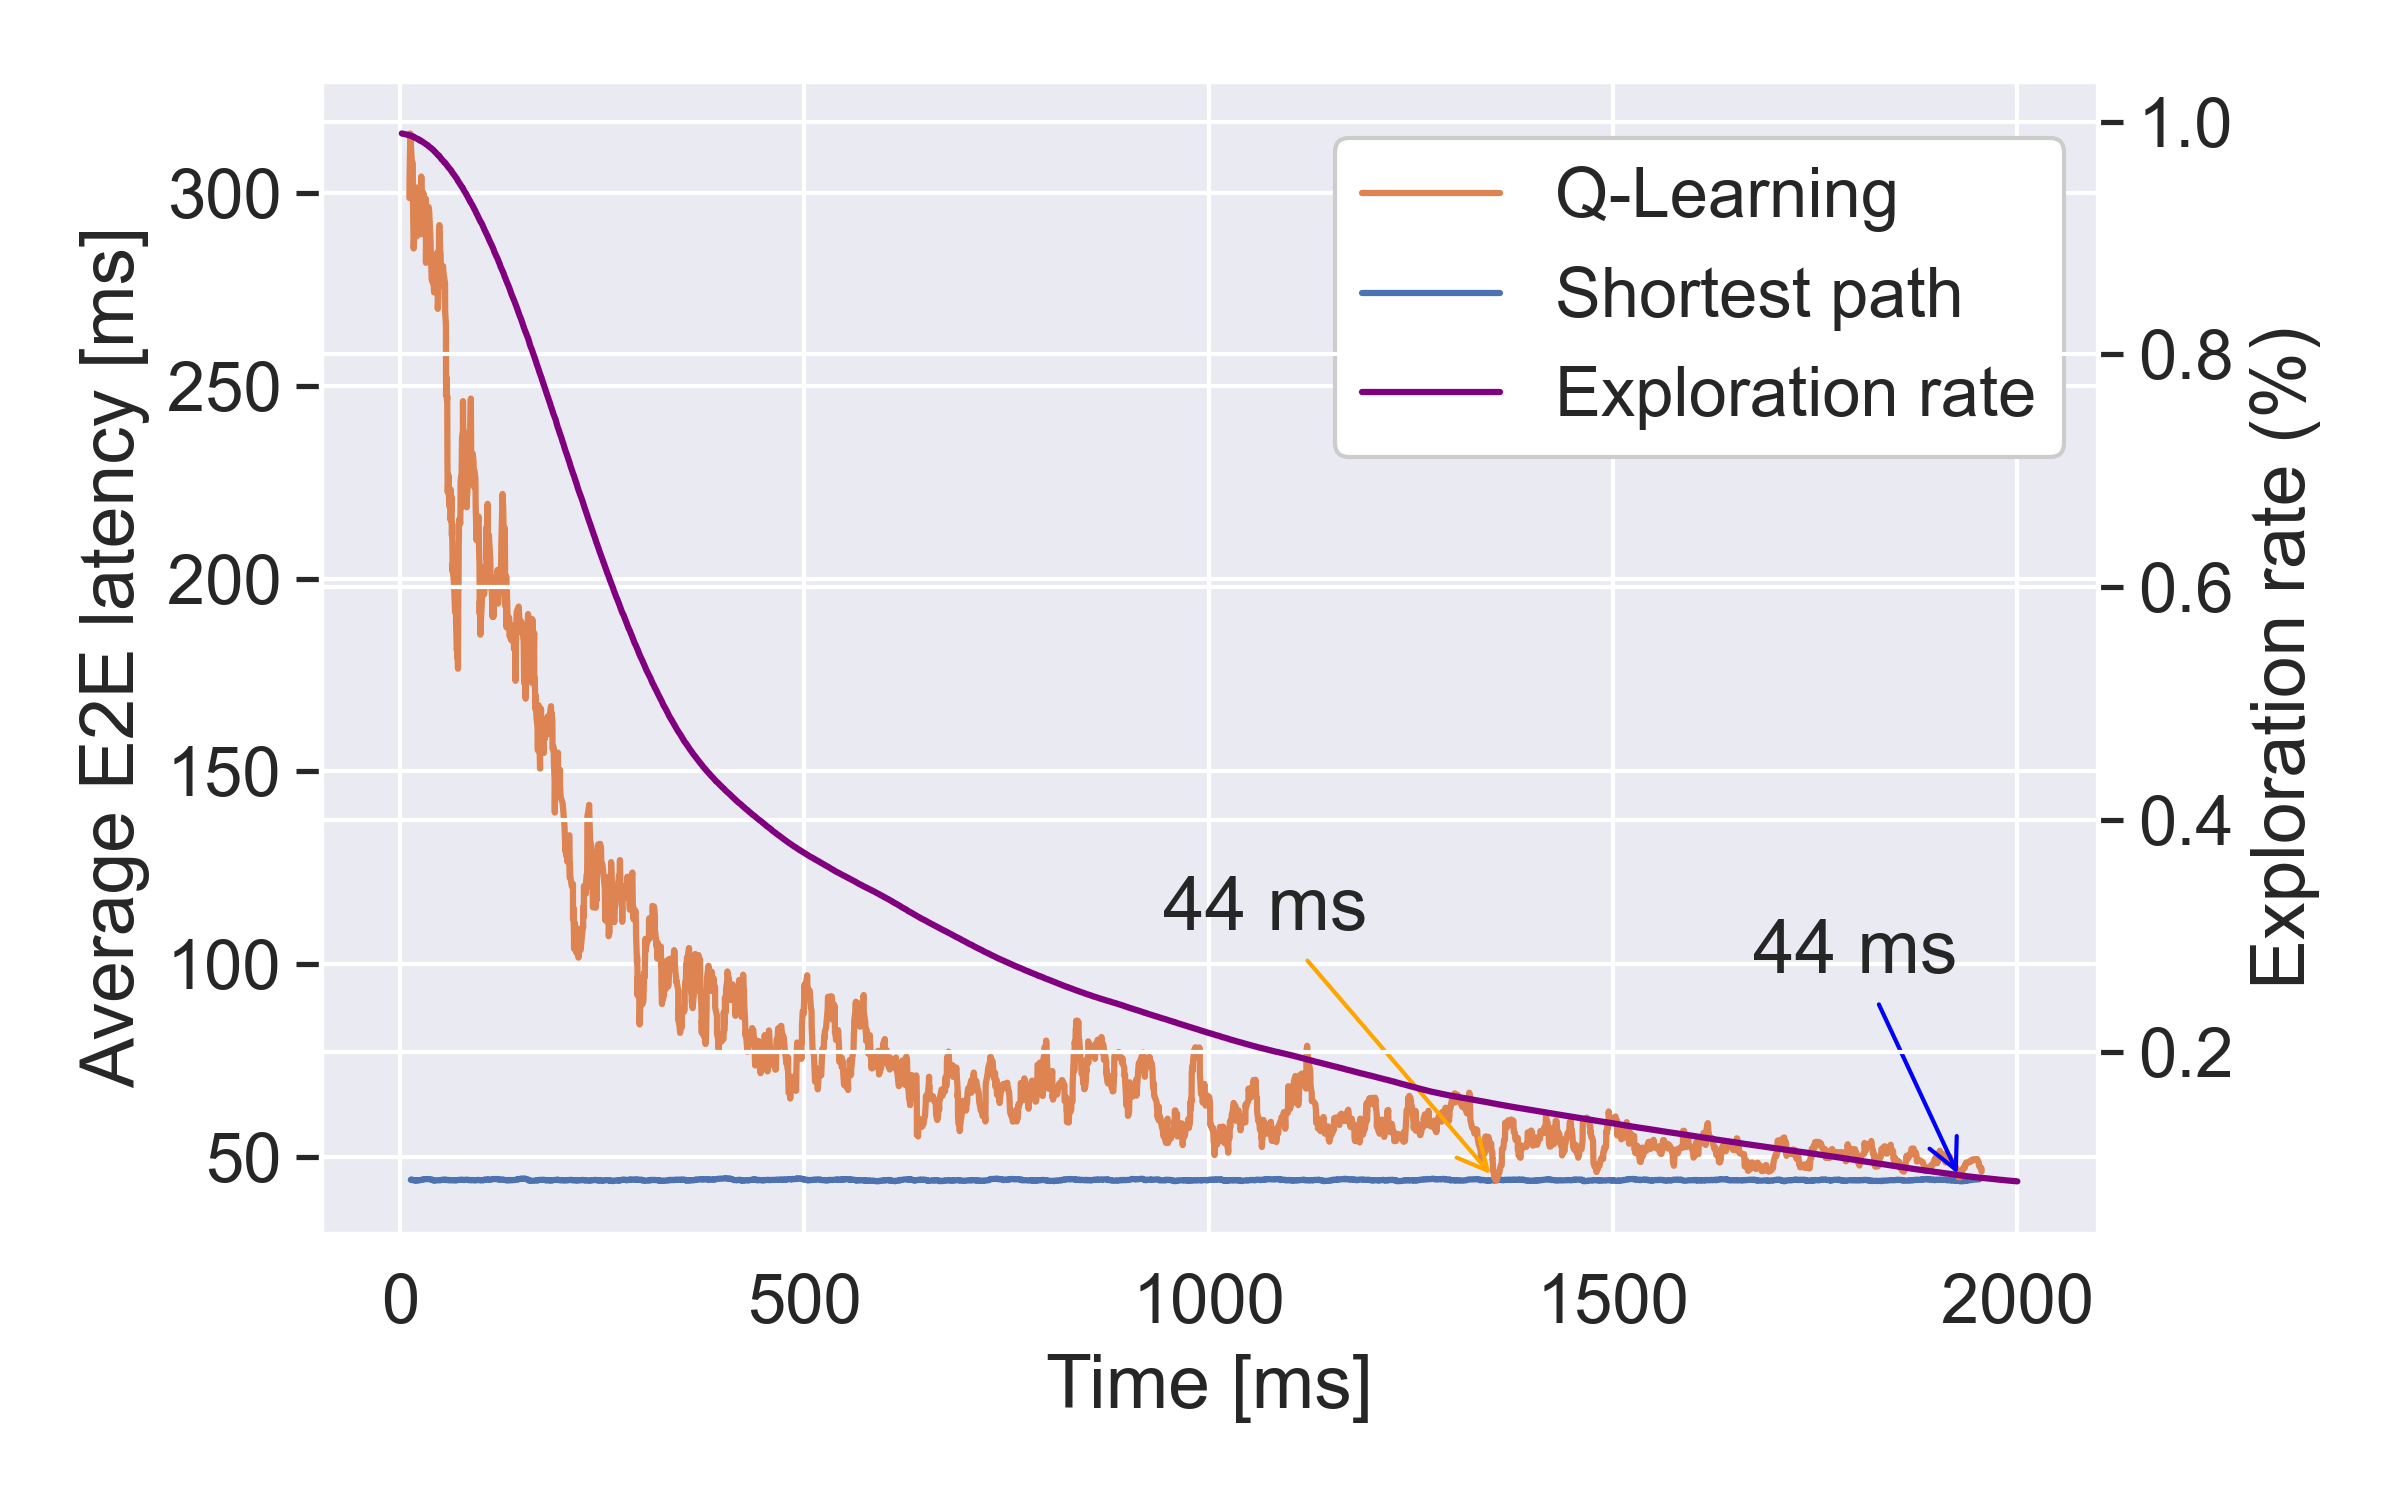 Q-Learning
Shortest path
Exploration rate
44 ms
44 ms
Average E2E latency [ms]
300
250
200
150
100
50
Exploration rate (%)
1.0
0.8
0.6
0.4
0.2
0
500
1000
1500
2000
Time [ms]